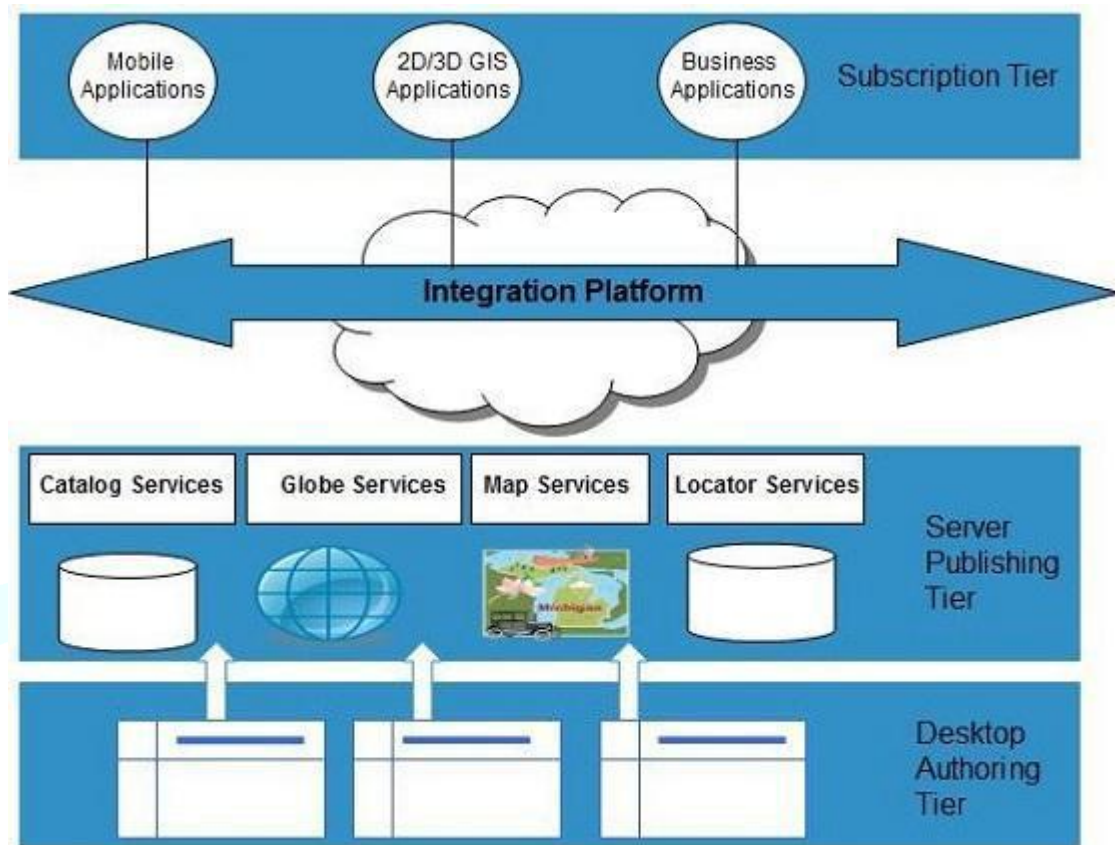 Mobile
Applications
2D/3D GIS
Applications
Business
Applications
Subscription Tier
Integration Platform
Catalog Services
Globe Services
Map Services
Locator Services
Server
Publishing
Tier
Michigan
Desktop
Authoring
Tier